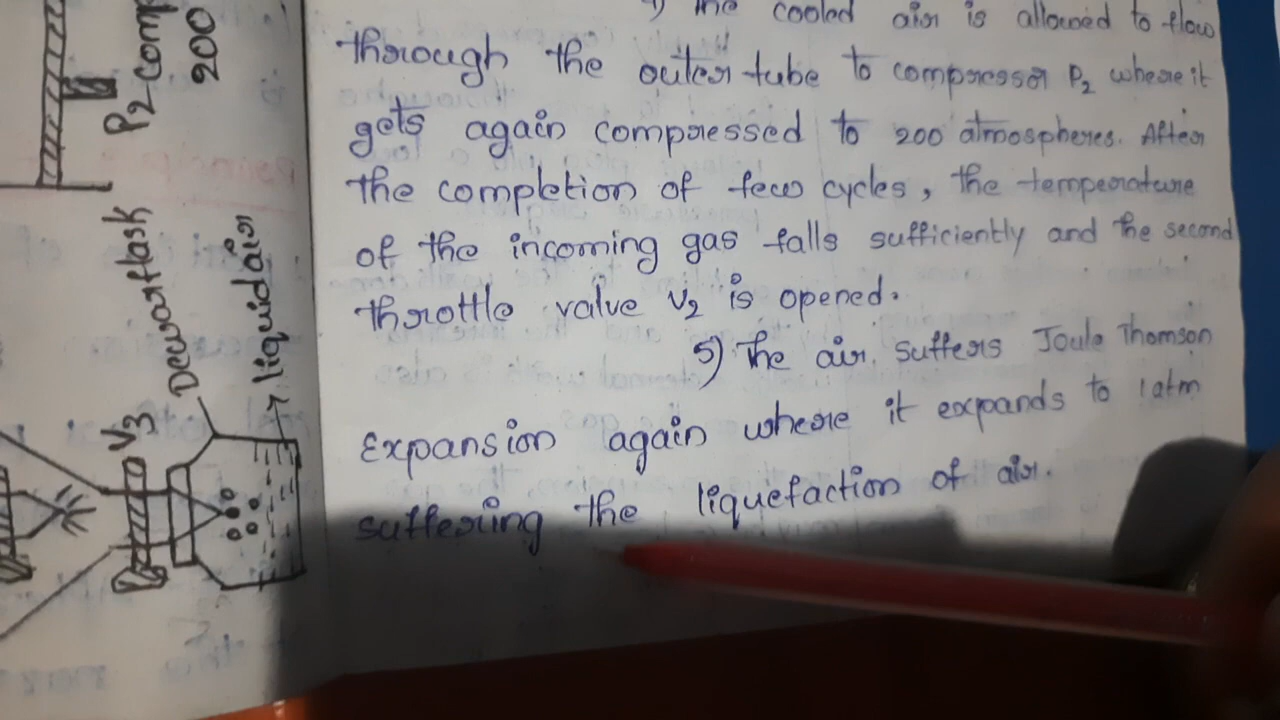 4) The cooled air is allowed to flow
through the outer tube to compressor P2 where it
gets again compressed to 200 atmospheres. After
the completion of few cycles, the temperature
of the incoming gas falls sufficiently and the second
throttle valve V2 is opened.
5) The air suffers Joule Thomson
Expansion again where it expands to 1 atm
suffering the liquefaction of air.
P2 comp
200
Dewarflask
liquid air
V3